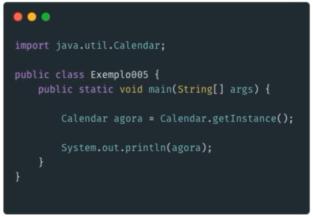 import java.util.Calendar;
public class Exemplo005 {
public static void main(String[] args) {
Calendar agora = Calendar.getInstance();
System.out.println(agora);
}
}